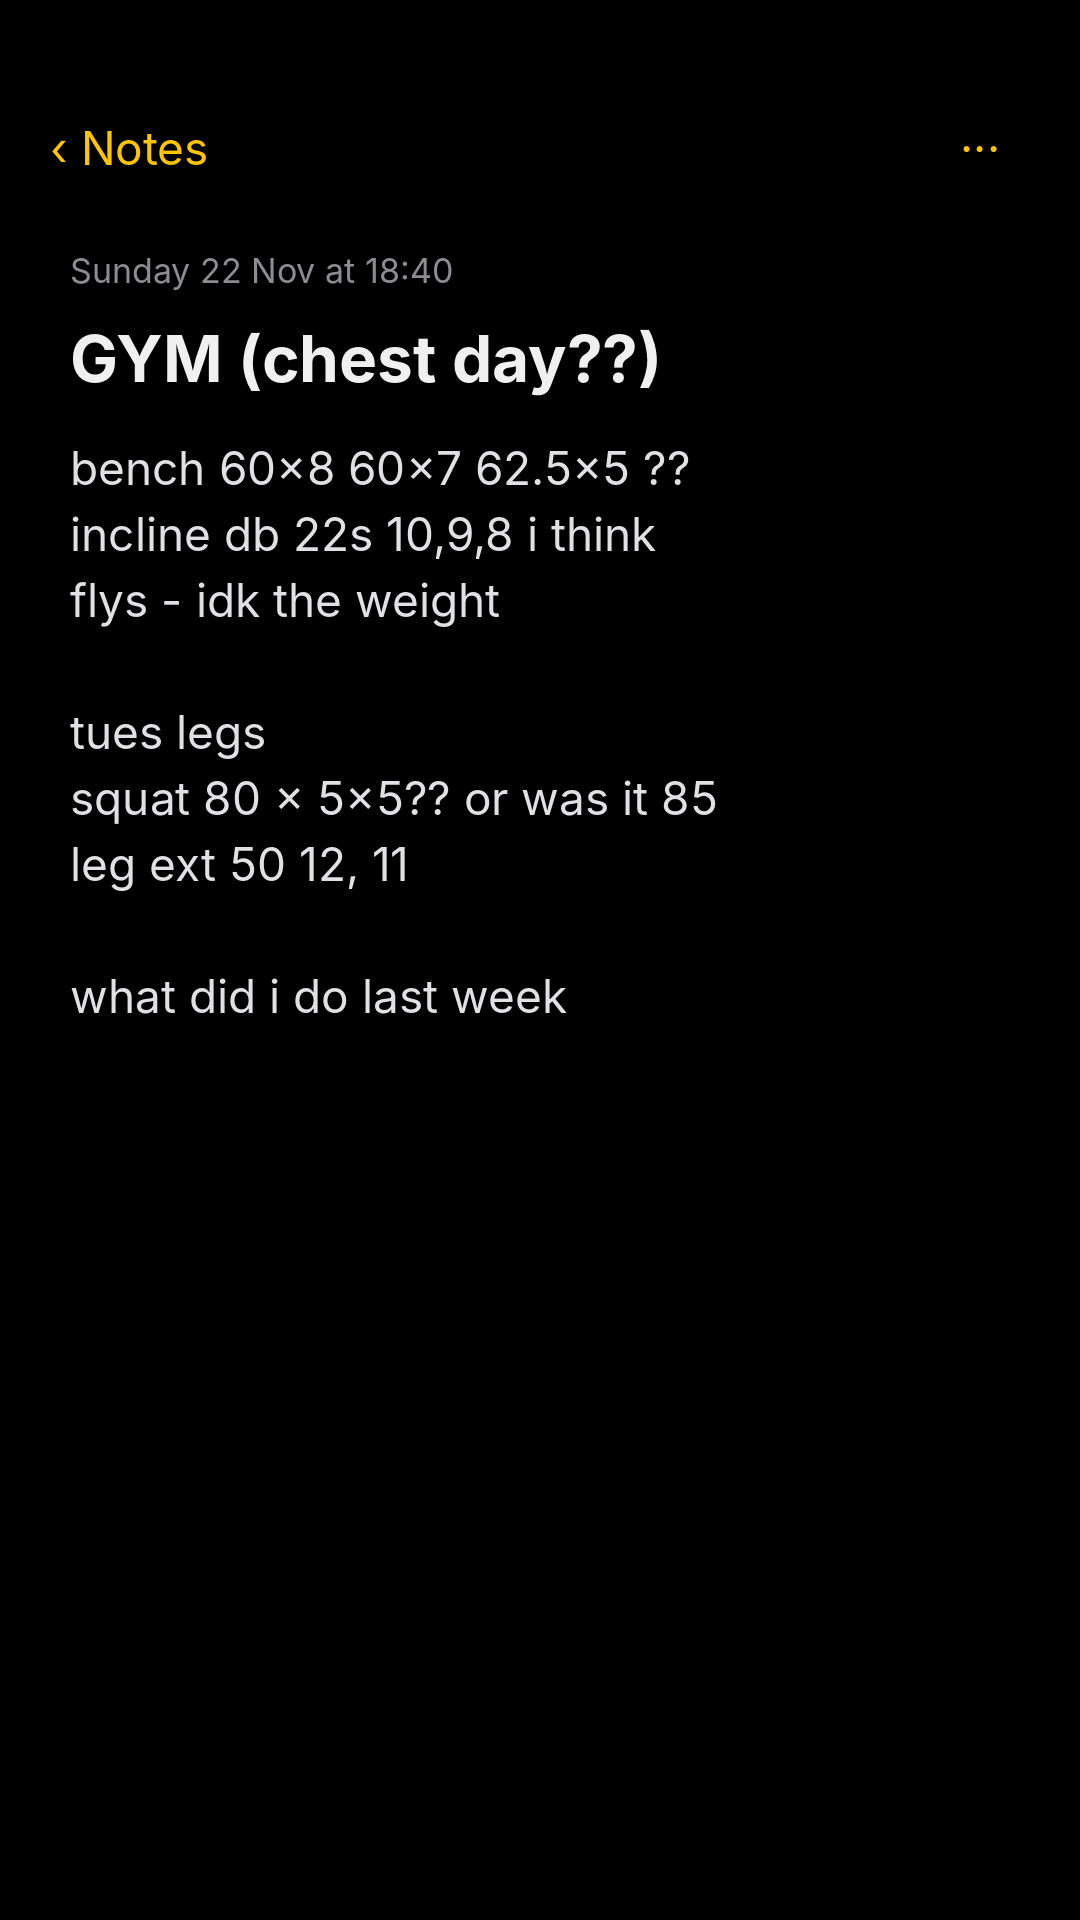 ‹ Notes
···
Sunday 22 Nov at 18:40
GYM (chest day??)
bench 60×8 60×7 62.5×5 ??
incline db 22s 10,9,8 i think
flys - idk the weight
tues legs
squat 80 × 5×5?? or was it 85
leg ext 50 12, 11
what did i do last week